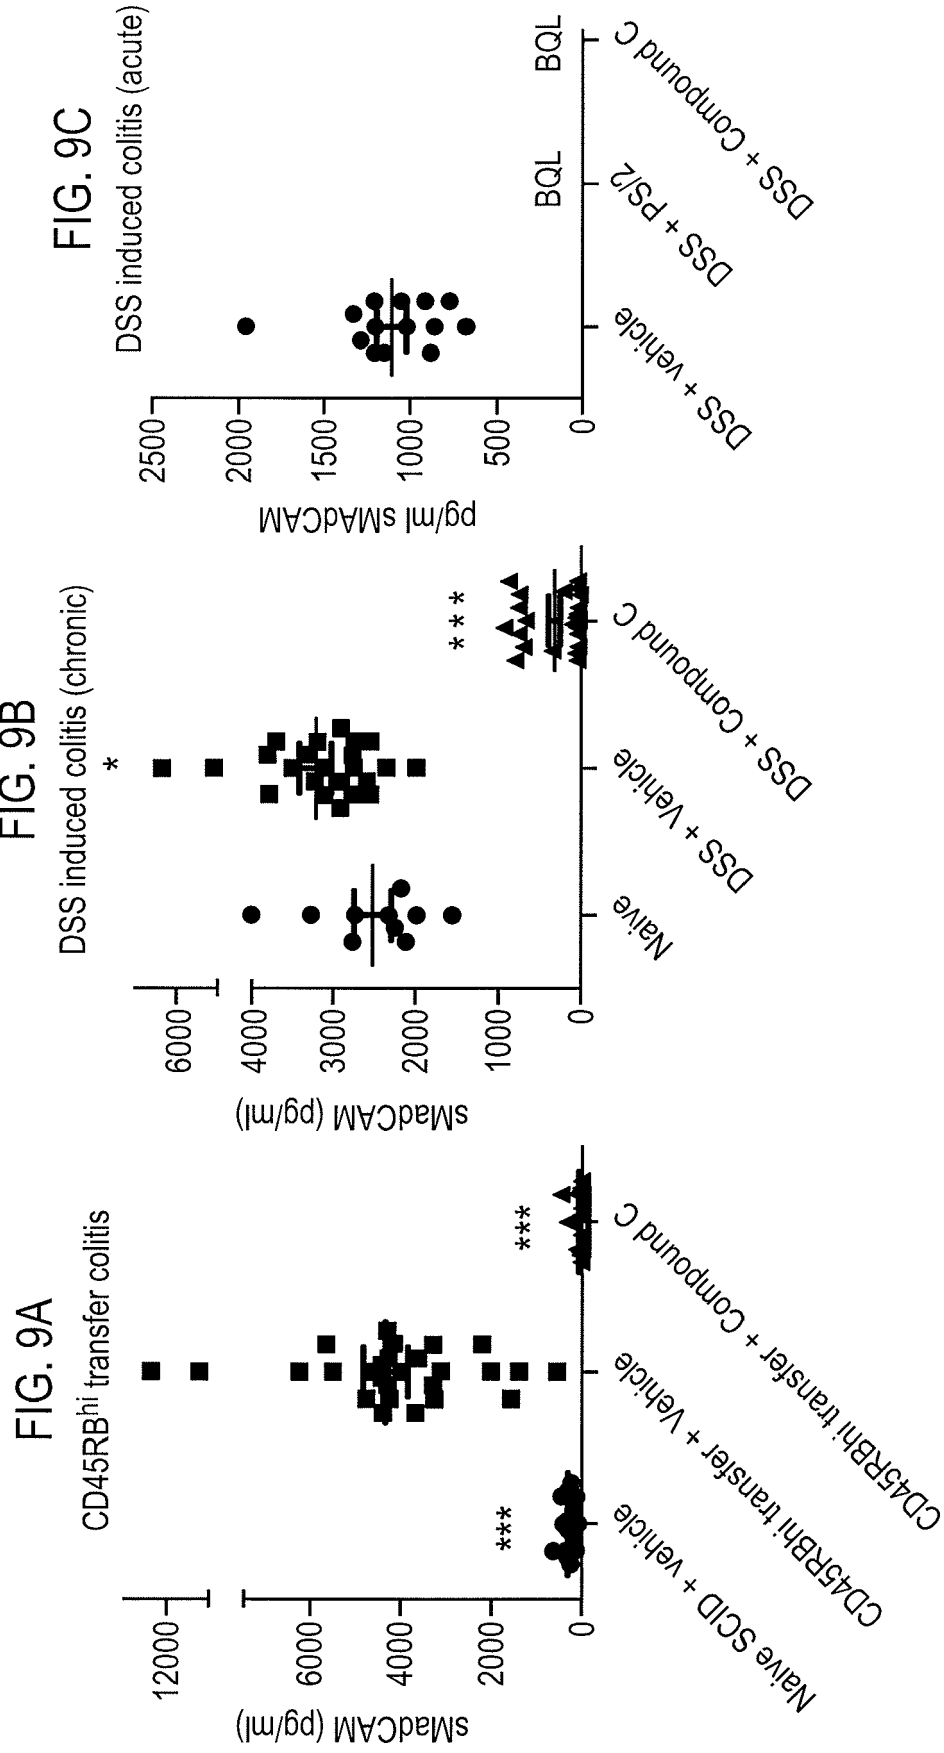 FIG. 9A
CD45RBhi transfer colitis
sMadCAM (pg/ml)
12000
6000
4000
2000
0
***
***
Naive SCID + vehicle
CD45RBhi transfer + Vehicle
CD45RBhi transfer + Compound C
FIG. 9B
DSS induced colitis (chronic)
sMadCAM (pg/ml)
6000
4000
3000
2000
1000
0
*
***
Naive
DSS + Vehicle
DSS + Compound C
FIG. 9C
DSS induced colitis (acute)
pg/ml sMAdCAM
2500
2000
1500
1000
500
0
BQL
BQL
DSS + vehicle
DSS + PS/2
DSS + Compound C